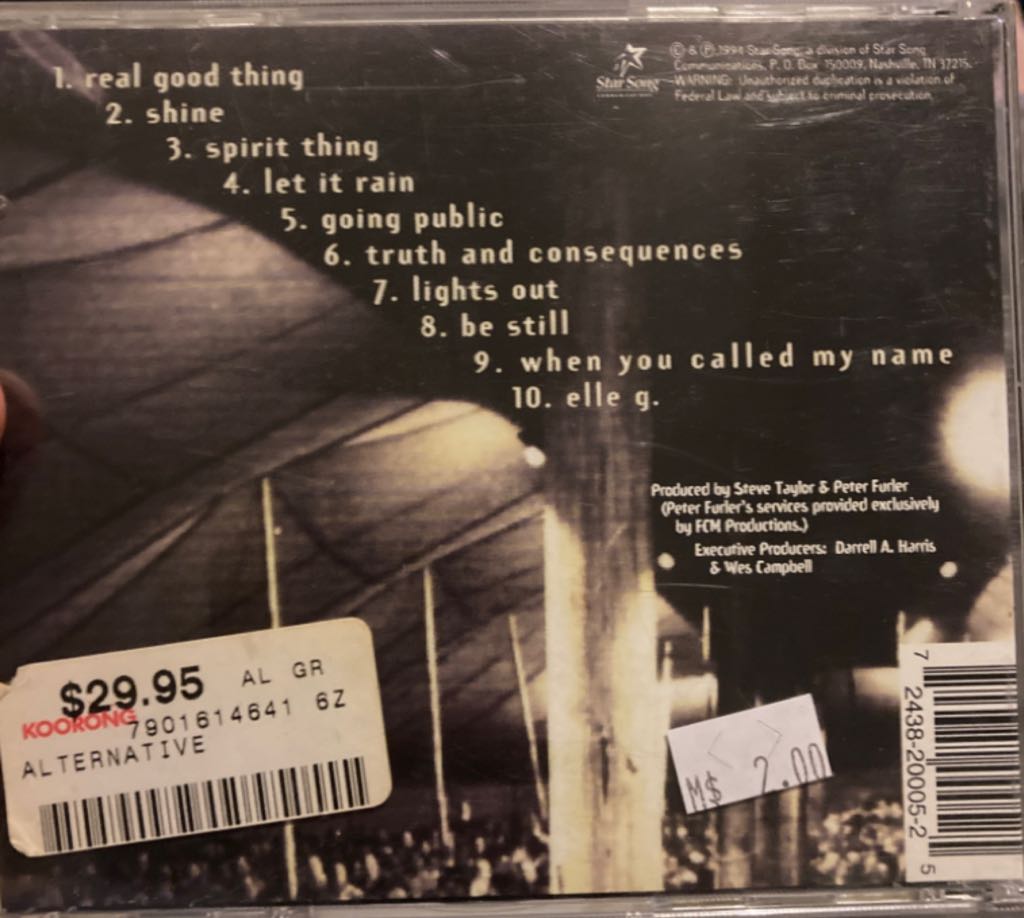 1. real good thing
2. shine
3. spirit thing
4. let it rain
5. going public
6. truth and consequences
7. lights out
8. be still
9. when you called my name
10. elle g.
Star Song
© & ℗ 1994 Star Song, a division of Star Song
Communications, P. O. Box 150009, Nashville, TN 37215.
WARNING: Unauthorized duplication is a violation of
Federal Law and subject to criminal prosecution.
Produced by Steve Taylor & Peter Furler
(Peter Furler's services provided exclusively
by FCM Productions.)
Executive Producers: Darrell A. Harris
& Wes Campbell
$29.95 AL GR
KOORONG 7901614641 6Z
ALTERNATIVE
M$ 2.00
7 2438-20005-2 5